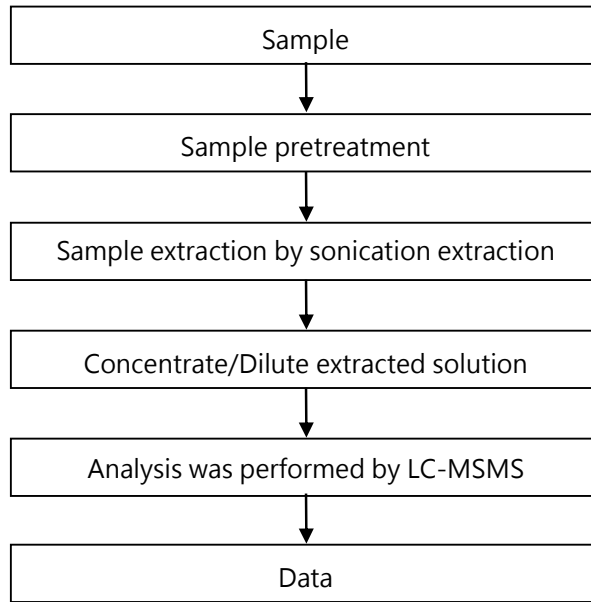 Sample
Sample pretreatment
Sample extraction by sonication extraction
Concentrate/Dilute extracted solution
Analysis was performed by LC-MSMS
Data